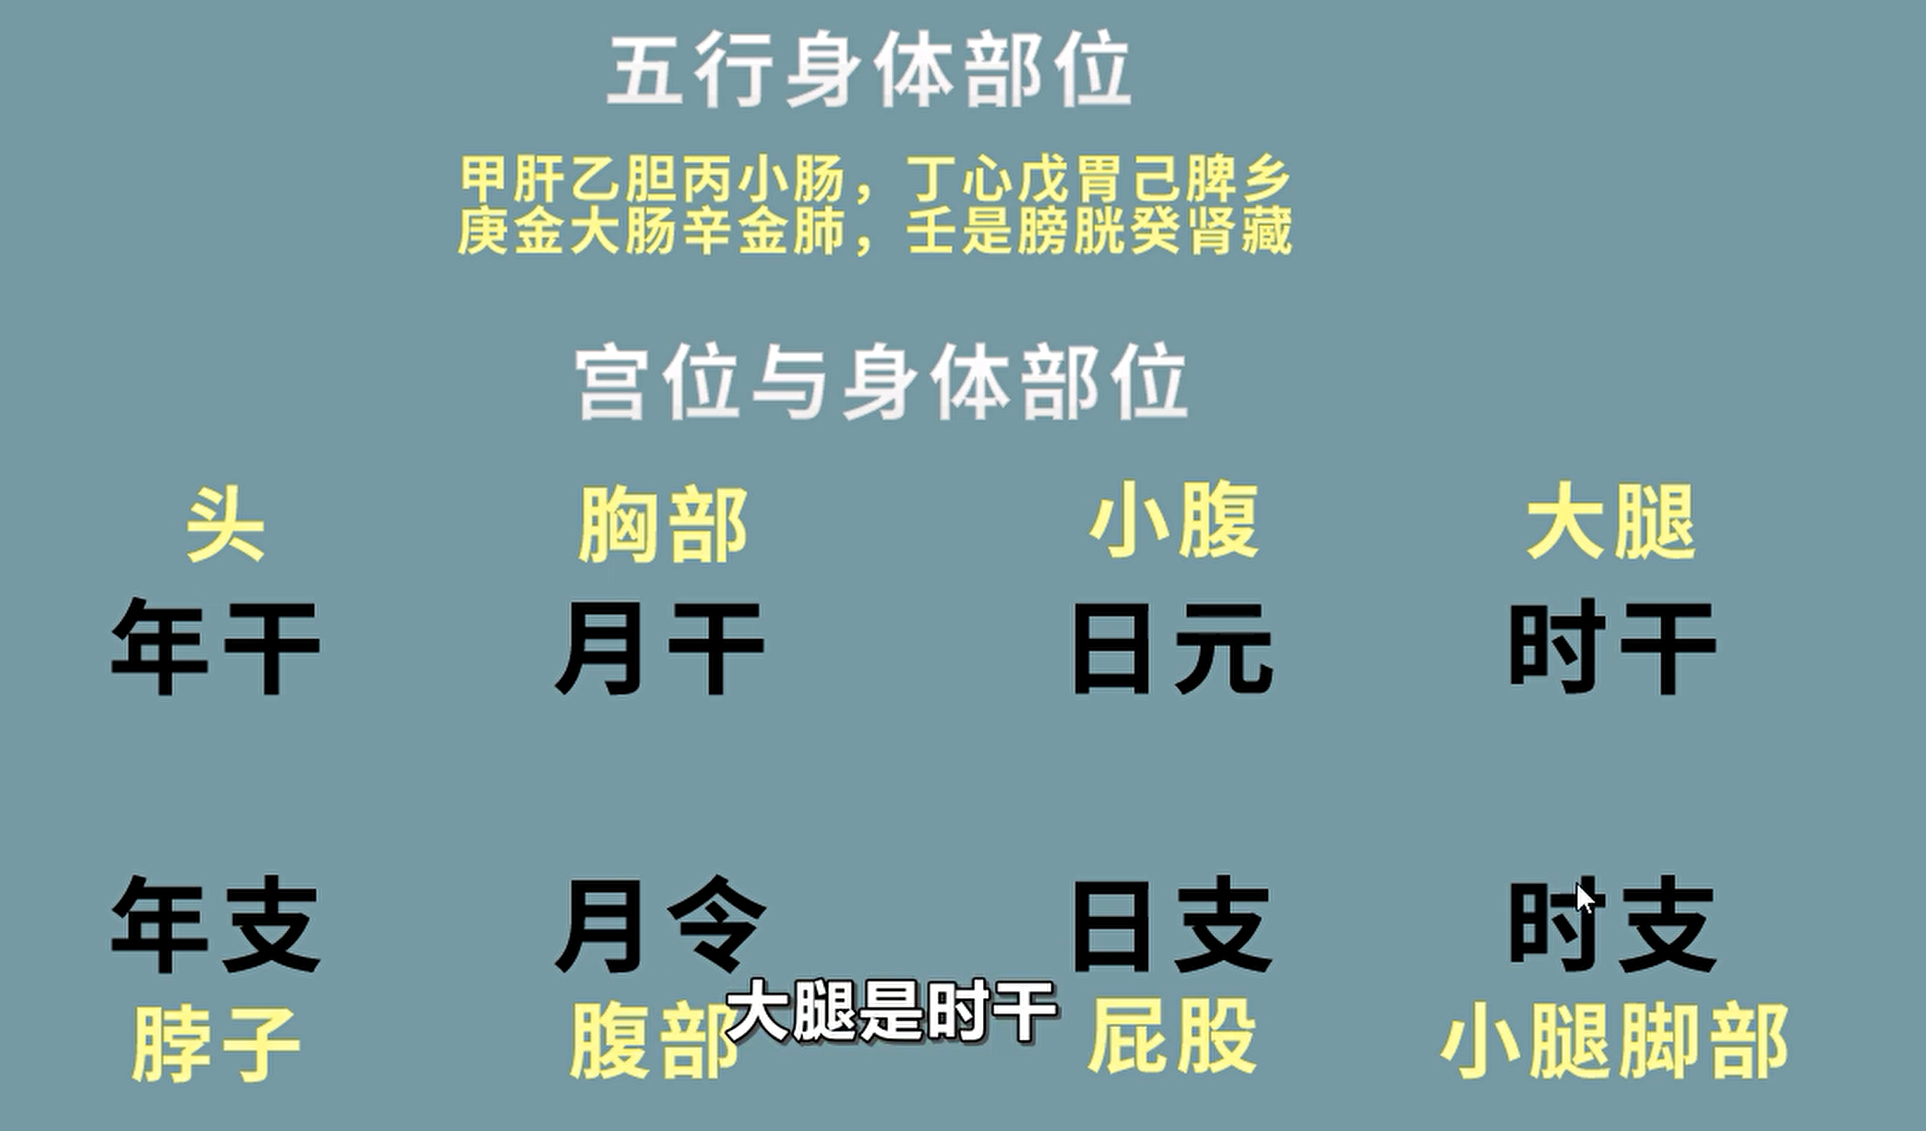 五行身体部位
甲肝乙胆丙小肠，丁心戊胃己脾乡
庚金大肠辛金肺，壬是膀胱癸肾藏
宫位与身体部位
头 胸部 小腹 大腿
年干 月干 日元 时干
年支 月令 日支 时支
脖子 腹部 屁股 小腿脚部
大腿是时干